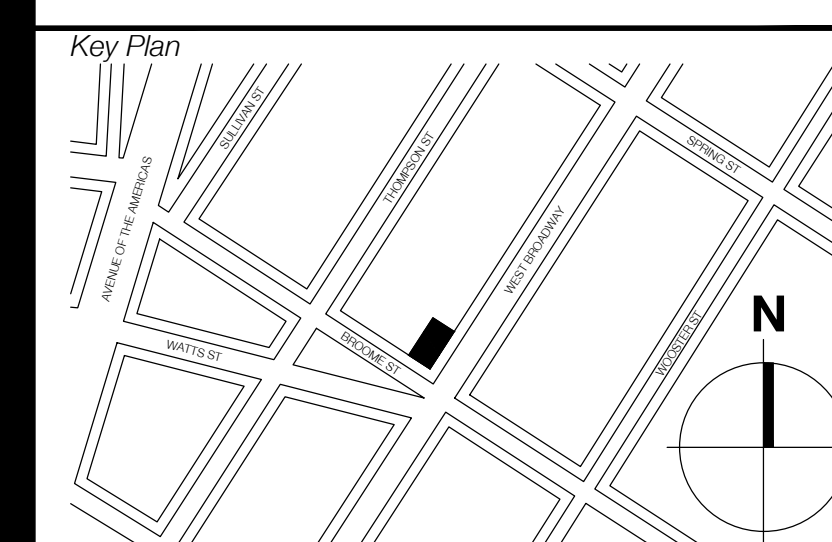 Key Plan
SULLIVAN ST
THOMPSON ST
SPRING ST
AVENUE OF THE AMERICAS
WEST BROADWAY
N
WATTS ST
BROOME ST
WOOSTER ST